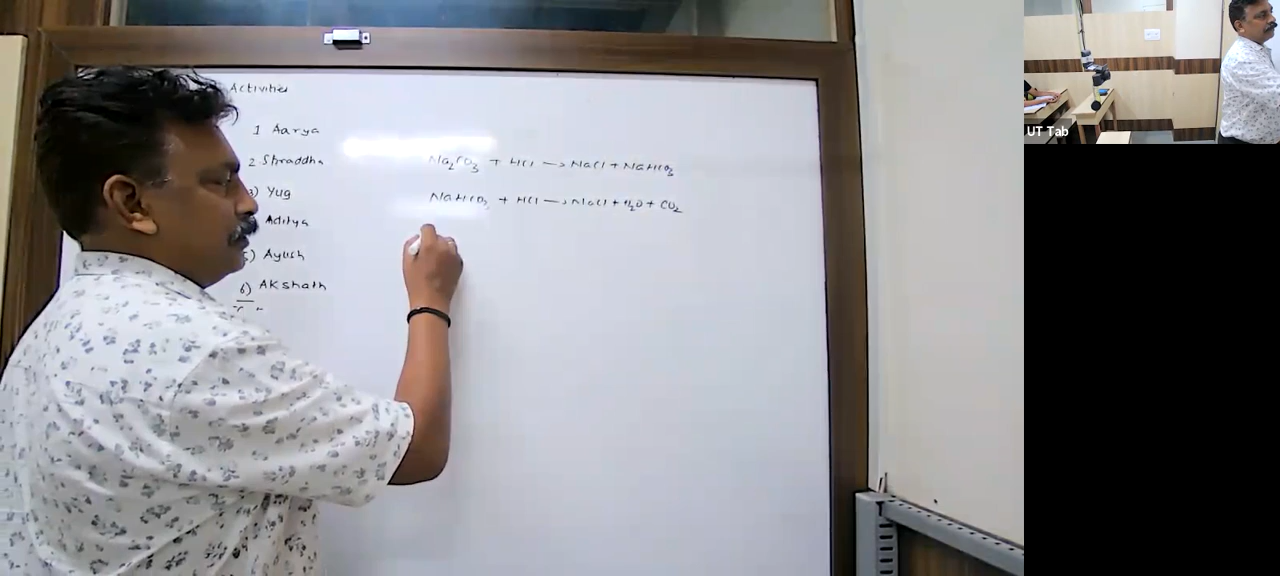 Activities
1 Aarya
2 Shraddha
3) Yug
Aditya
5) Ayush
6) AKshath
Na₂CO₃ + HCl → NaCl + NaHCO₃
NaHCO₃ + HCl → NaCl + H₂O + CO₂
UT Tab